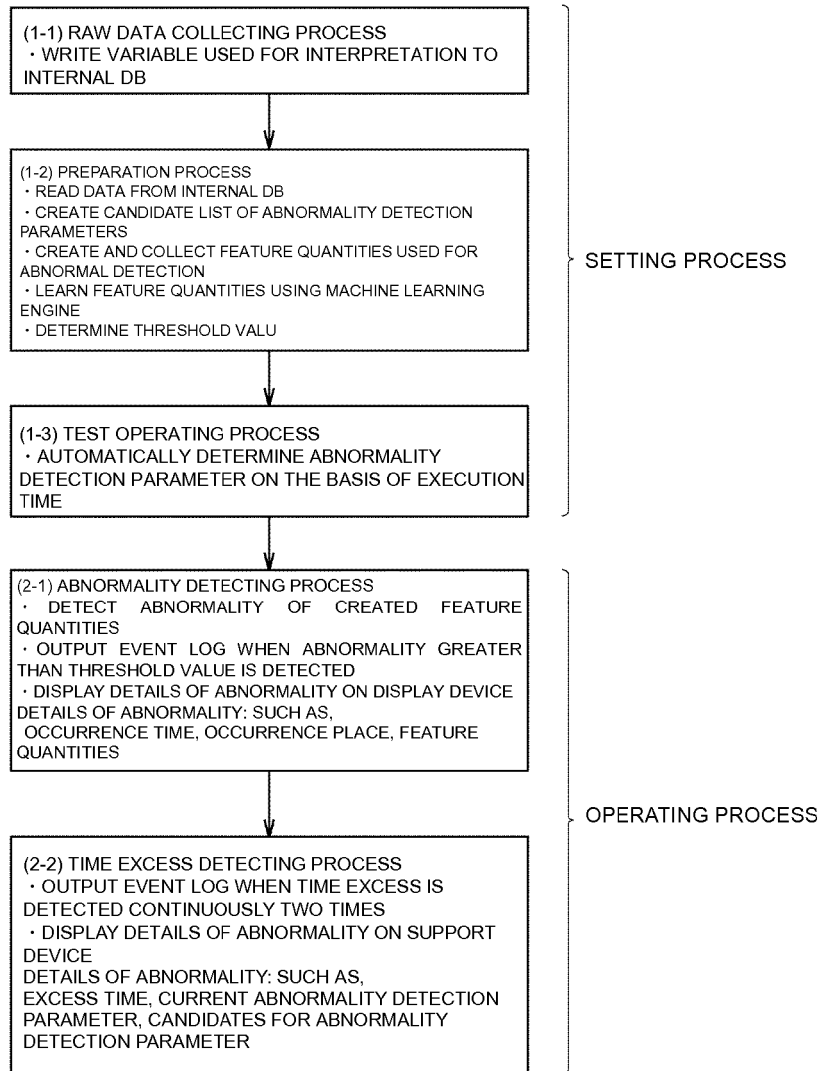 (1-1) RAW DATA COLLECTING PROCESS
・WRITE VARIABLE USED FOR INTERPRETATION TO
INTERNAL DB
(1-2) PREPARATION PROCESS
・READ DATA FROM INTERNAL DB
・CREATE CANDIDATE LIST OF ABNORMALITY DETECTION
PARAMETERS
・CREATE AND COLLECT FEATURE QUANTITIES USED FOR
ABNORMAL DETECTION
・LEARN FEATURE QUANTITIES USING MACHINE LEARNING
ENGINE
・DETERMINE THRESHOLD VALU
(1-3) TEST OPERATING PROCESS
・AUTOMATICALLY DETERMINE ABNORMALITY
DETECTION PARAMETER ON THE BASIS OF EXECUTION
TIME
SETTING PROCESS
(2-1) ABNORMALITY DETECTING PROCESS
・DETECT ABNORMALITY OF CREATED FEATURE
QUANTITIES
・OUTPUT EVENT LOG WHEN ABNORMALITY GREATER
THAN THRESHOLD VALUE IS DETECTED
・DISPLAY DETAILS OF ABNORMALITY ON DISPLAY DEVICE
DETAILS OF ABNORMALITY: SUCH AS,
OCCURRENCE TIME, OCCURRENCE PLACE, FEATURE
QUANTITIES
(2-2) TIME EXCESS DETECTING PROCESS
・OUTPUT EVENT LOG WHEN TIME EXCESS IS
DETECTED CONTINUOUSLY TWO TIMES
・DISPLAY DETAILS OF ABNORMALITY ON SUPPORT
DEVICE
DETAILS OF ABNORMALITY: SUCH AS,
EXCESS TIME, CURRENT ABNORMALITY DETECTION
PARAMETER, CANDIDATES FOR ABNORMALITY
DETECTION PARAMETER
OPERATING PROCESS